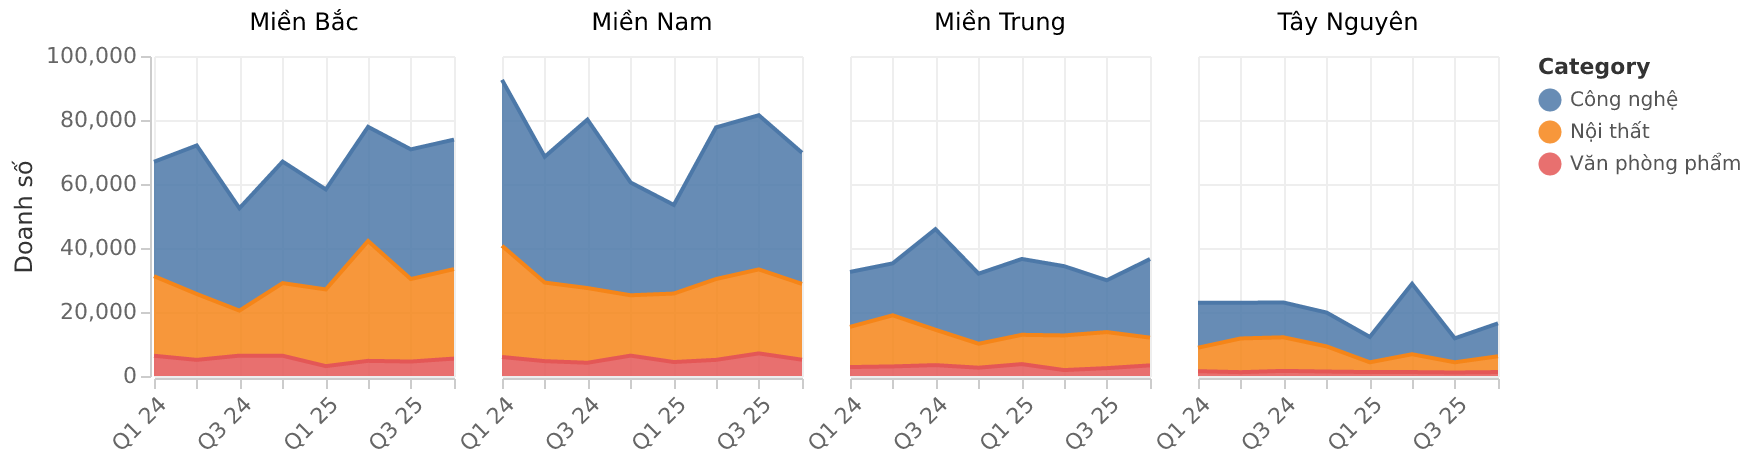 Miền Bắc
Miền Nam
Miền Trung
Tây Nguyên
Doanh số
100,000
80,000
60,000
40,000
20,000
0
Q1 24
Q3 24
Q1 25
Q3 25
Q1 24
Q3 24
Q1 25
Q3 25
Q1 24
Q3 24
Q1 25
Q3 25
Q1 24
Q3 24
Q1 25
Q3 25
Category
Công nghệ
Nội thất
Văn phòng phẩm